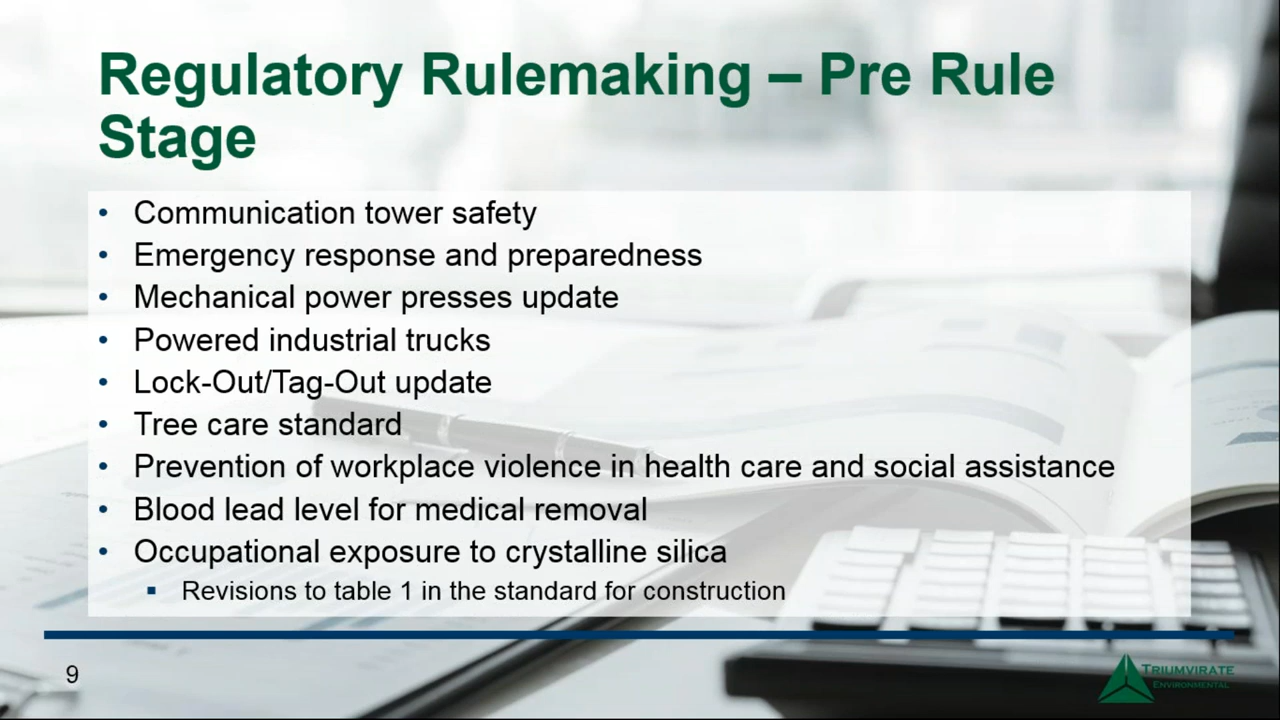 Regulatory Rulemaking – Pre Rule
Stage
• Communication tower safety
• Emergency response and preparedness
• Mechanical power presses update
• Powered industrial trucks
• Lock-Out/Tag-Out update
• Tree care standard
• Prevention of workplace violence in health care and social assistance
• Blood lead level for medical removal
• Occupational exposure to crystalline silica
▪ Revisions to table 1 in the standard for construction
9
TRIUMVIRATE
ENVIRONMENTAL